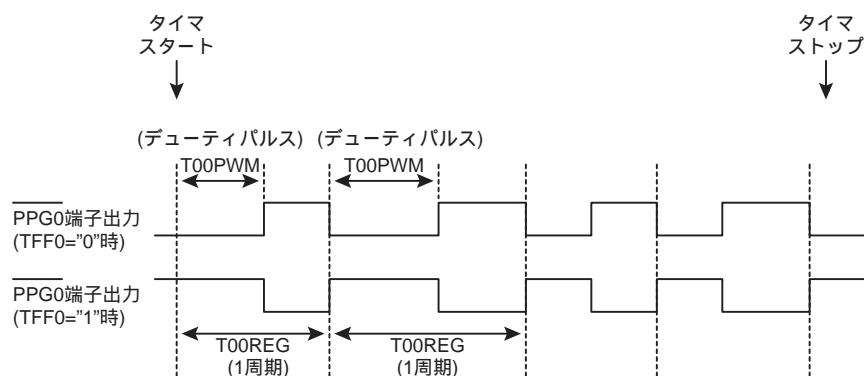 タイマ
スタート
タイマ
ストップ
(デューティパルス) (デューティパルス)
T00PWM
T00PWM
PPG0端子出力
(TFF0="0"時)
PPG0端子出力
(TFF0="1"時)
T00REG
(1周期)
T00REG
(1周期)